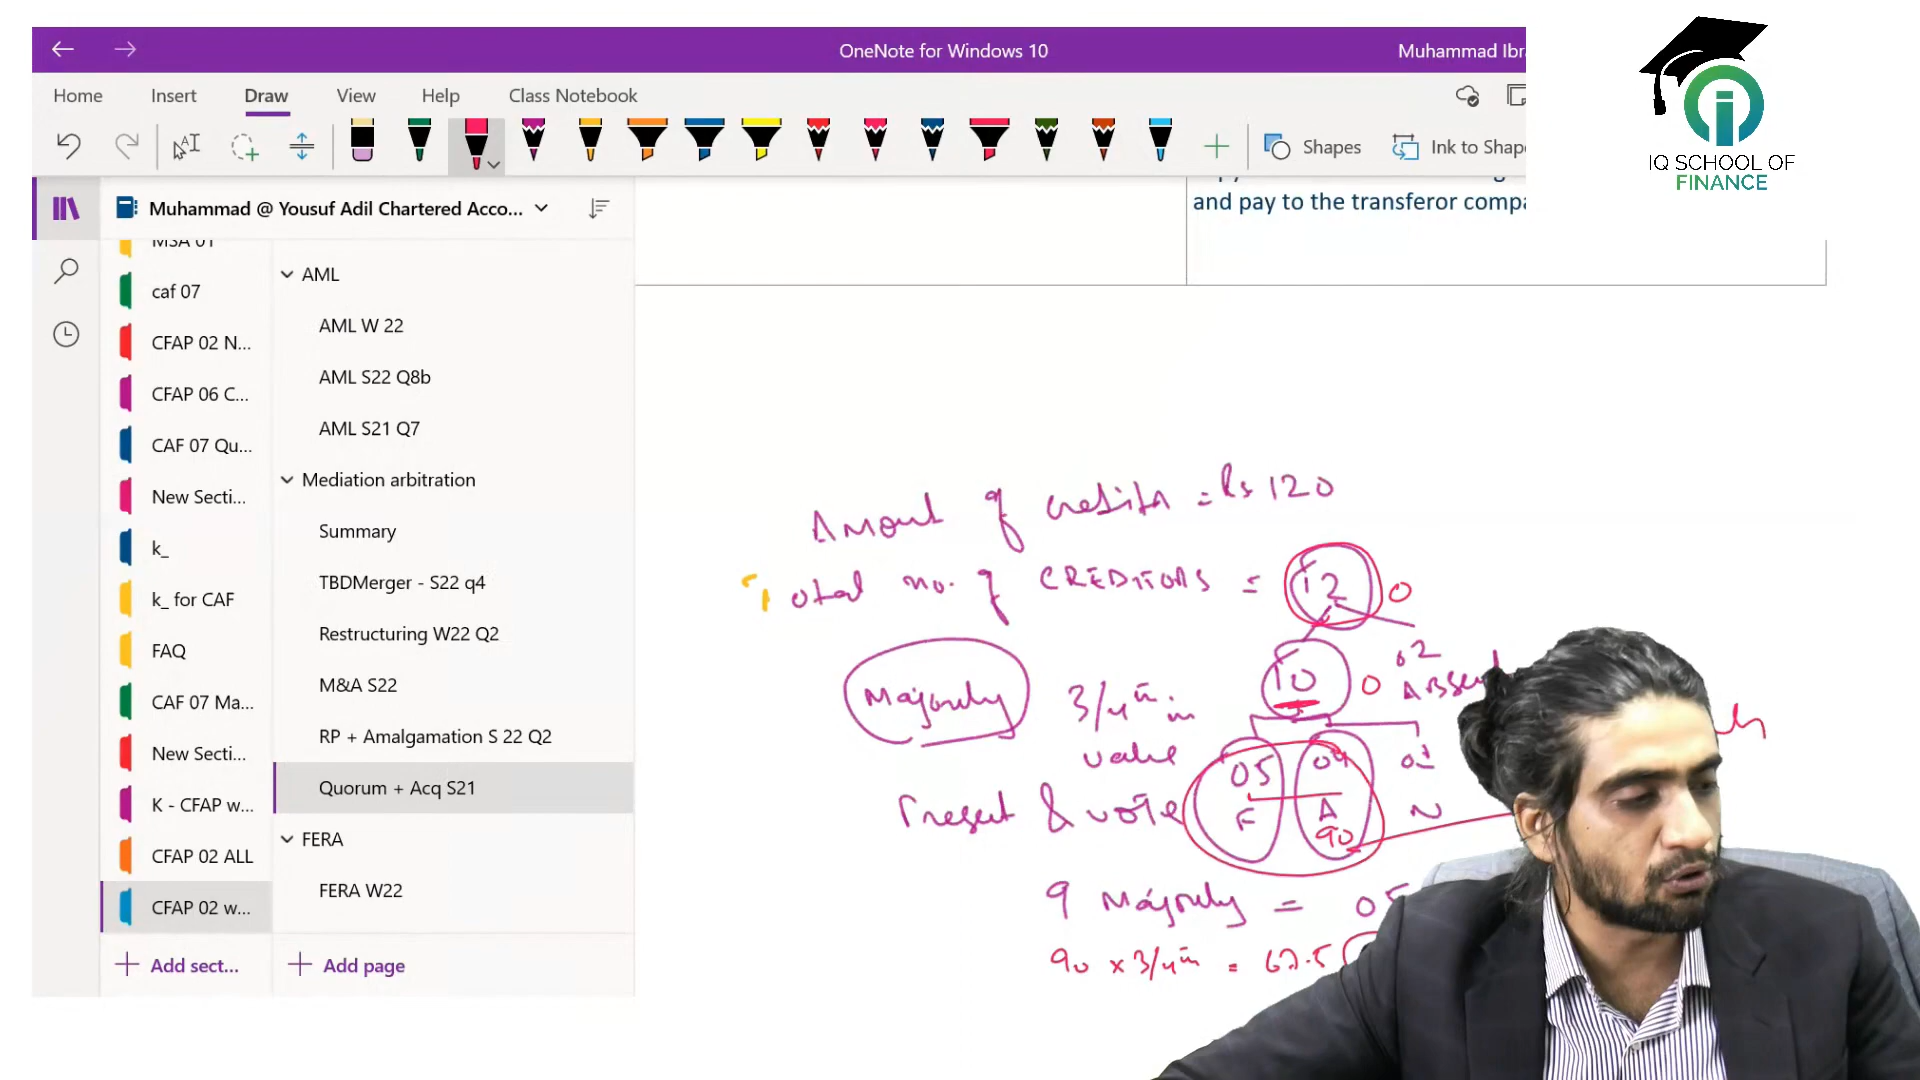 OneNote for Windows 10
Muhammad Ibr
Home Insert Draw View Help Class Notebook
Shapes Ink to Shap
IQ SCHOOL OF
FINANCE
Muhammad @ Yousuf Adil Chartered Acco...
and pay to the transferor compa
MSA 01
caf 07
CFAP 02 N...
CFAP 06 C...
CAF 07 Qu...
New Secti...
k_
k_ for CAF
FAQ
CAF 07 Ma...
New Secti...
K - CFAP w...
CFAP 02 ALL
CFAP 02 w...
Add sect...
AML
AML W 22
AML S22 Q8b
AML S21 Q7
Mediation arbitration
Summary
TBDMerger - S22 q4
Restructuring W22 Q2
M&A S22
RP + Amalgamation S 22 Q2
Quorum + Acq S21
FERA
FERA W22
Add page
Amount of credits = Rs 120
Total no. of CREDITORS = 12 0
10 0 02
Majority 3/4th in
value
05 04 01
Present & vote F A N
90
9 Majority = 05
90 x 3/4th = 67.5